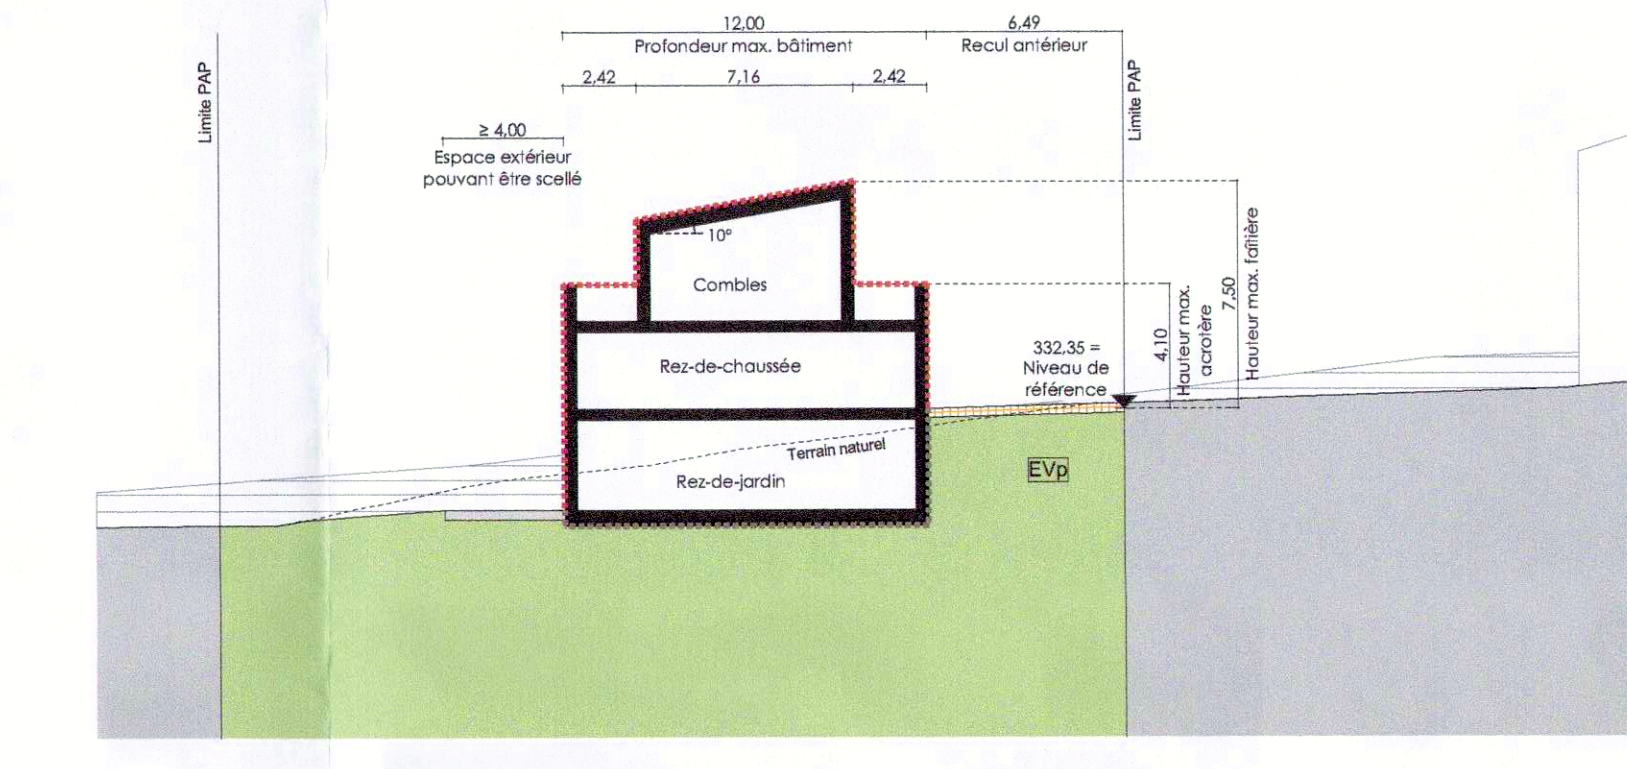 12,00
Profondeur max. bâtiment
6,49
Recul antérieur
2,42
7,16
2,42
Limite PAP
Limite PAP
≥ 4,00
Espace extérieur
pouvant être scellé
10°
Combles
Rez-de-chaussée
332,35 =
Niveau de
référence
4,10
Hauteur max.
acrotère
7,50
Hauteur max. faîtière
Terrain naturel
Rez-de-jardin
EVp